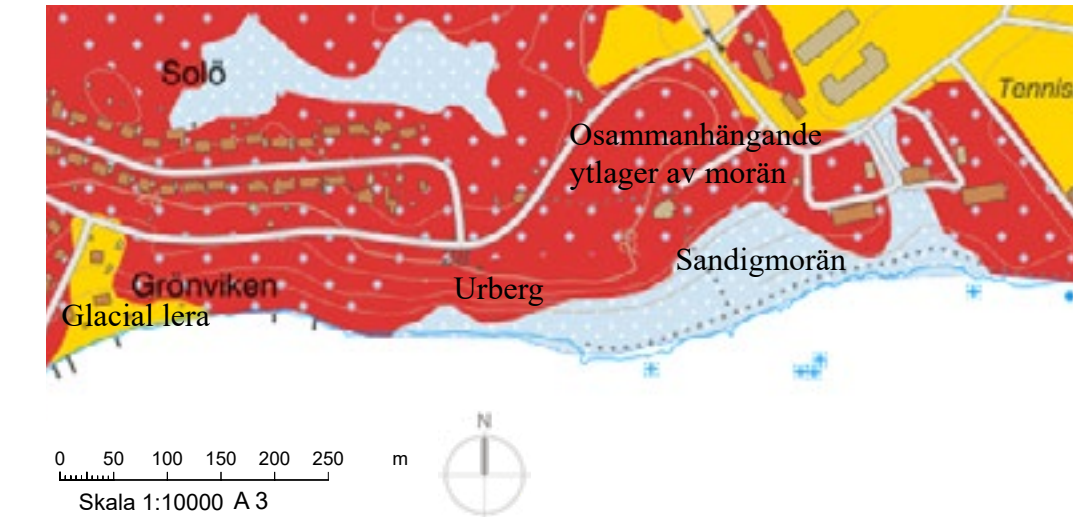 Solö
Tennis
Osammanhängande
ytlager av morän
Sandigmorän
Grönviken
Urberg
Glacial lera
N
0 50 100 150 200 250 m
Skala 1:10000 A 3